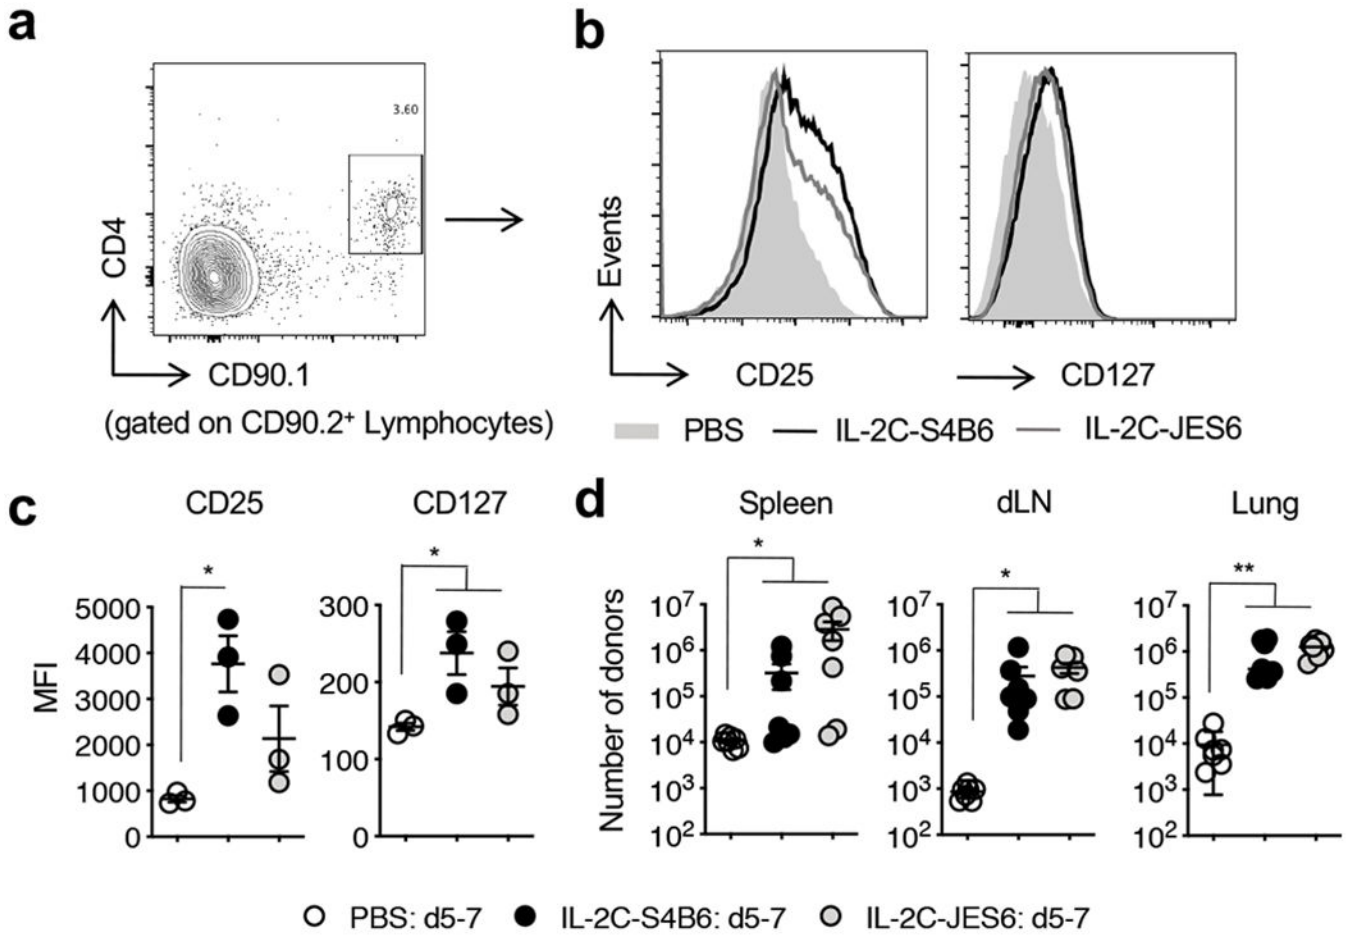 a
3.60
CD4
CD90.1
(gated on CD90.2⁺ Lymphocytes)
b
Events
CD25
CD127
PBS
IL-2C-S4B6
IL-2C-JES6
c
CD25
CD127
MFI
*
5000
4000
3000
2000
1000
0
*
300
200
100
0
d
Spleen
dLN
Lung
Number of donors
*
10⁷
10⁶
10⁵
10⁴
10³
10²
*
10⁷
10⁶
10⁵
10⁴
10³
10²
**
10⁷
10⁶
10⁵
10⁴
10³
10²
PBS: d5-7
IL-2C-S4B6: d5-7
IL-2C-JES6: d5-7